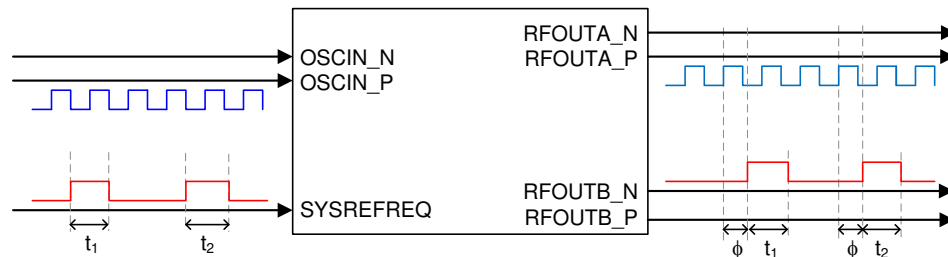 RFOUTA_N
OSCIN_N
RFOUTA_P
OSCIN_P
RFOUTB_N
SYSREFREQ
RFOUTB_P
t1
t2
ϕ
t1
ϕ
t2